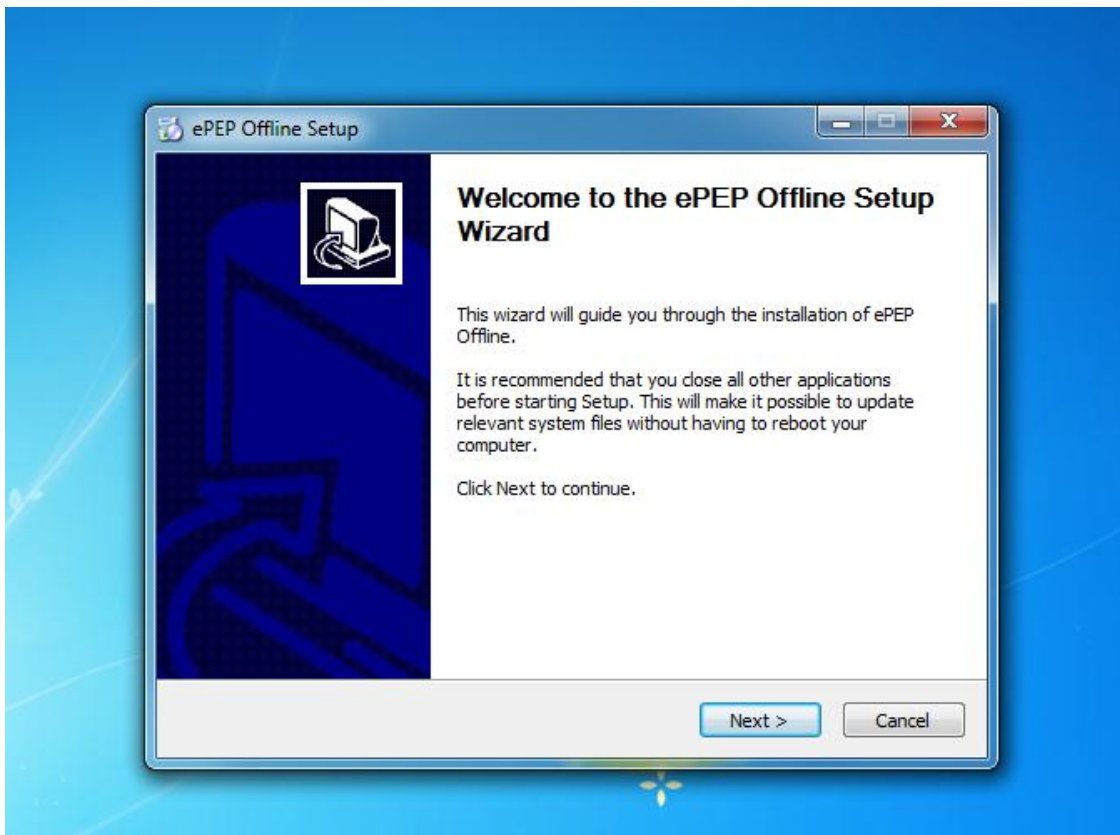 ePEP Offline Setup
Welcome to the ePEP Offline Setup
Wizard
This wizard will guide you through the installation of ePEP
Offline.
It is recommended that you close all other applications
before starting Setup. This will make it possible to update
relevant system files without having to reboot your
computer.
Click Next to continue.
Next >
Cancel